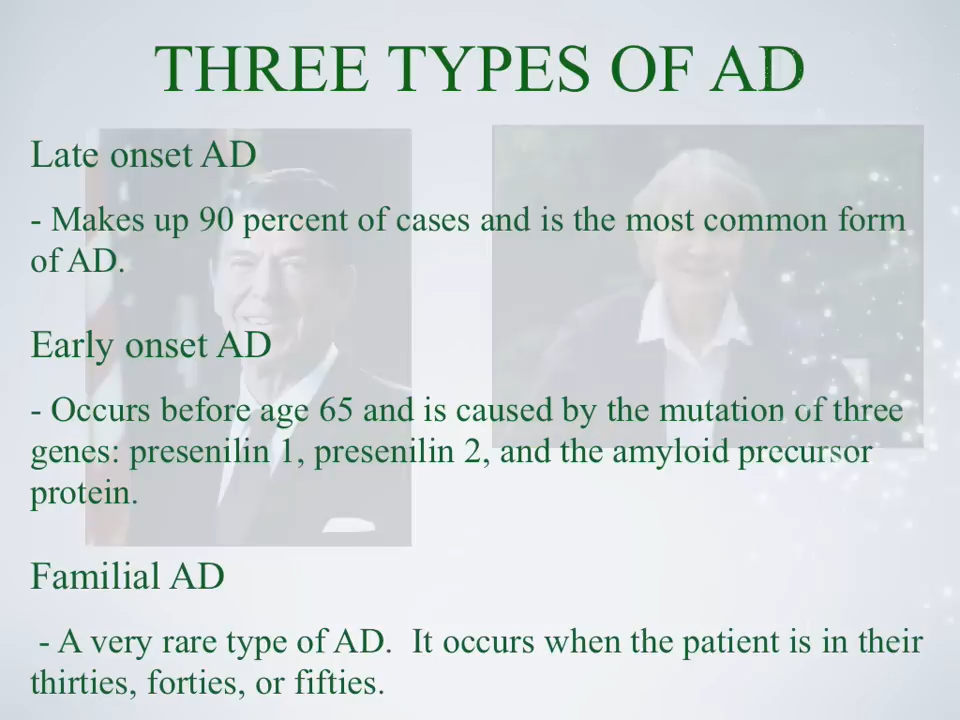 THREE TYPES OF AD
Late onset AD
- Makes up 90 percent of cases and is the most common form
of AD.
Early onset AD
- Occurs before age 65 and is caused by the mutation of three
genes: presenilin 1, presenilin 2, and the amyloid precursor
protein.
Familial AD
- A very rare type of AD.  It occurs when the patient is in their
thirties, forties, or fifties.